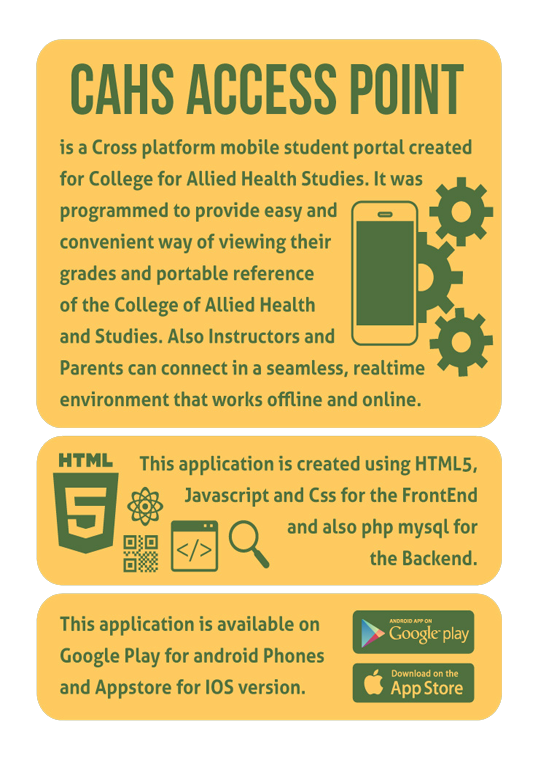 CAHS ACCESS POINT
is a Cross platform mobile student portal created
for College for Allied Health Studies. It was
programmed to provide easy and
convenient way of viewing their
grades and portable reference
of the College of Allied Health
and Studies. Also Instructors and
Parents can connect in a seamless, realtime
environment that works offline and online.
HTML
5
This application is created using HTML5,
Javascript and Css for the FrontEnd
and also php mysql for
the Backend.
</>
This application is available on
Google Play for android Phones
and Appstore for IOS version.
ANDROID APP ON
Google play
Download on the
App Store